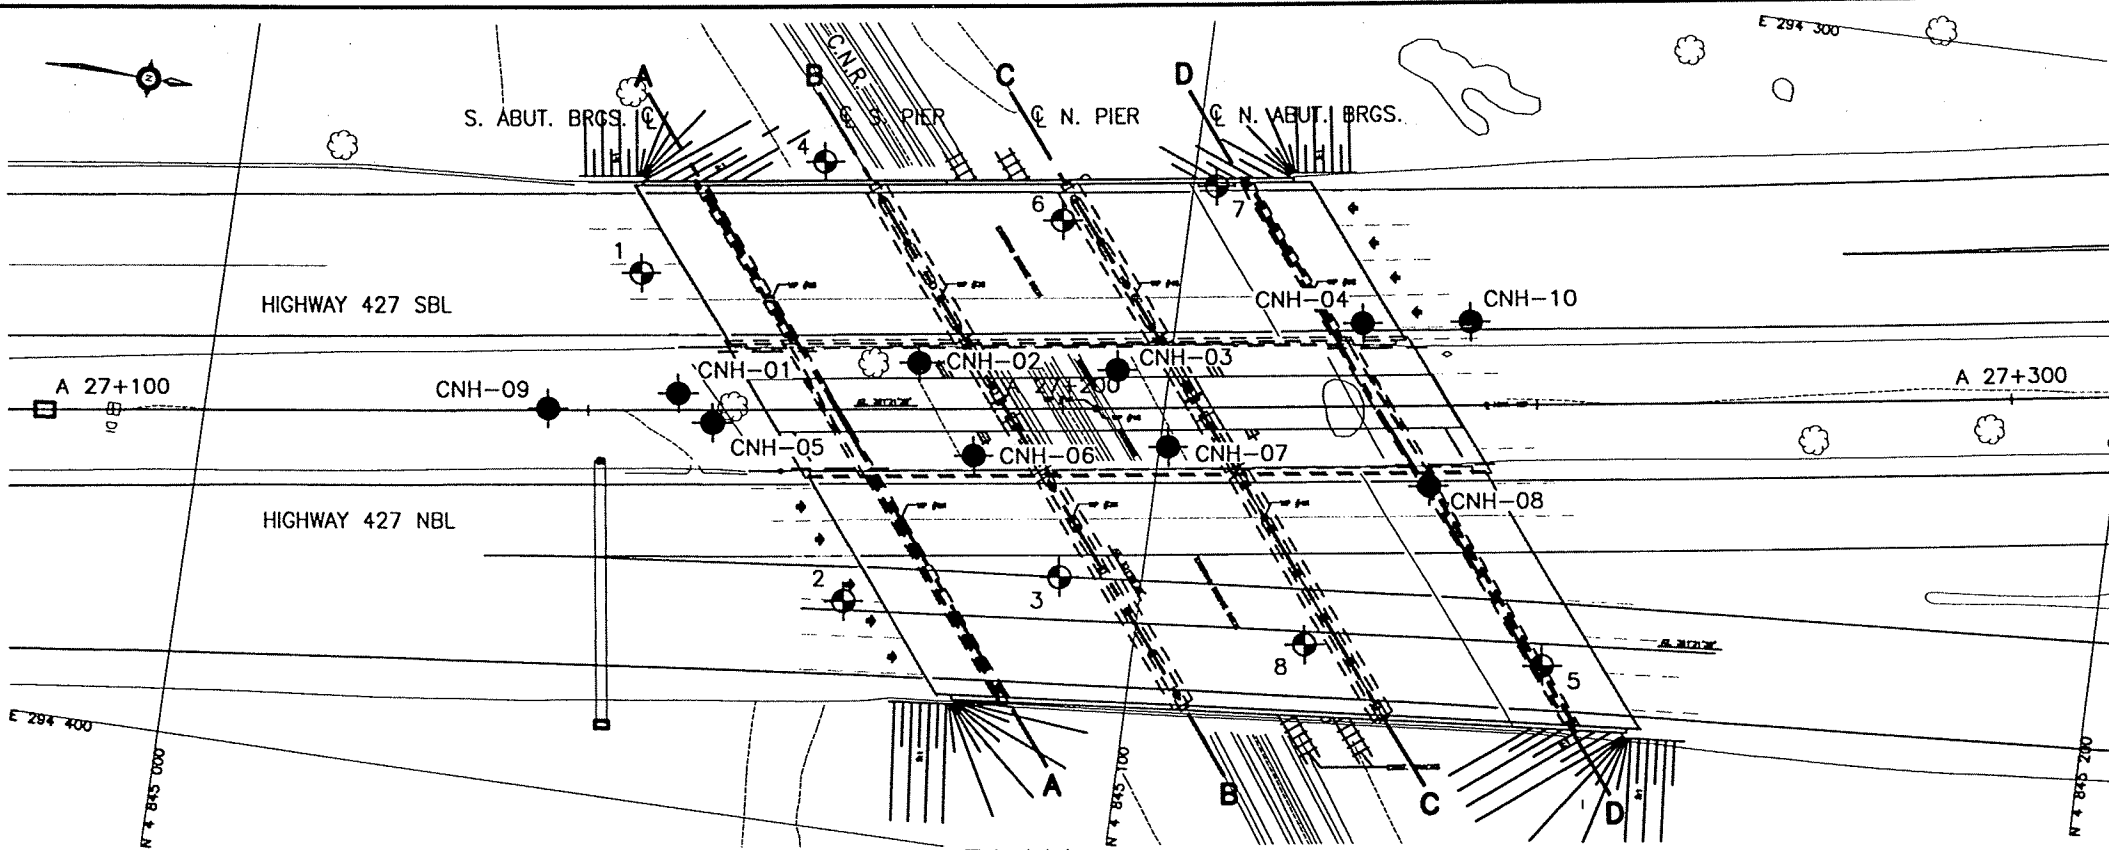 E 294 300
C.N.R.
A
B
C
D
S. ABUT. BRGS. ℄
℄ S. PIER
℄ N. PIER
℄ N. ABUT. BRGS.
4
6
7
1
HIGHWAY 427 SBL
CNH-04
CNH-10
CNH-01
CNH-02
CNH-03
A 27+100
CNH-09
A 27+200
A 27+300
DI
CNH-05
CNH-06
CNH-07
CNH-08
HIGHWAY 427 NBL
2
3
8
5
E 294 400
N 4 845 000
N 4 845 100
N 4 845 200
A
B
C
D